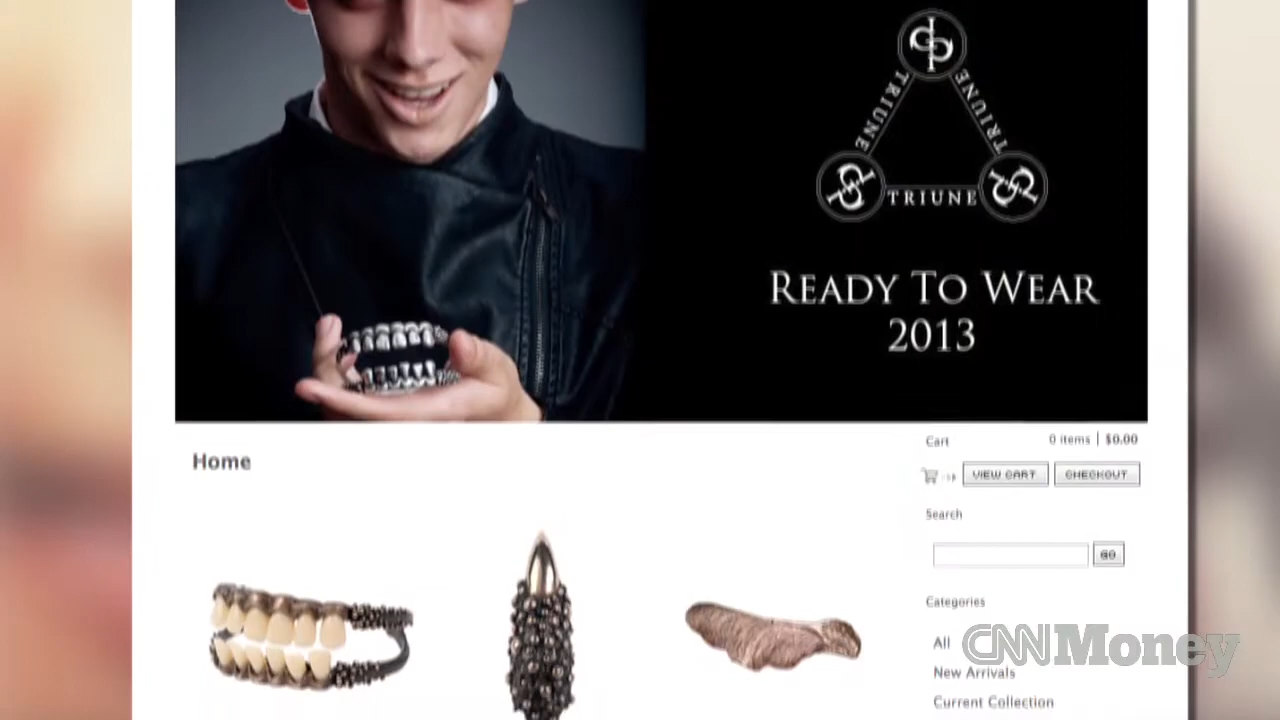 TRIUNE
TRIUNE
TRIUNE
READY TO WEAR
2013
Home
Cart
0 items | $0.00
VIEW CART
CHECKOUT
Search
GO
Categories
All
New Arrivals
Current Collection
CNNMoney